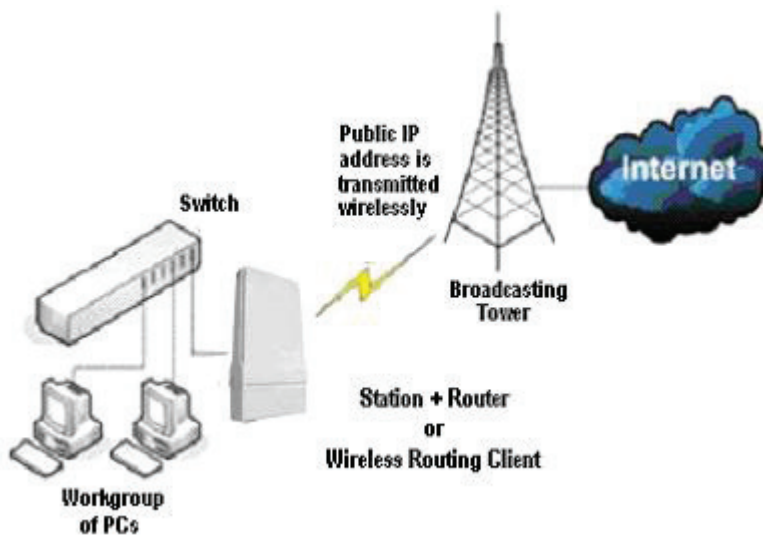 Public IP
address is
transmitted
wirelessly
Internet
Switch
Broadcasting
Tower
Station + Router
or
Wireless Routing Client
Workgroup
of PCs